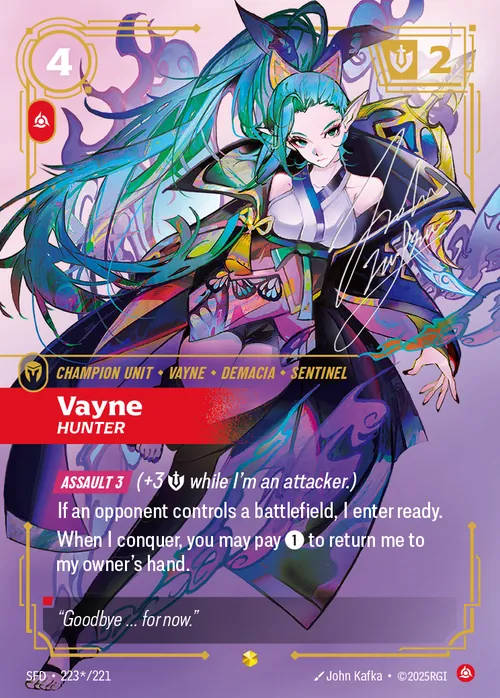 4
2
CHAMPION UNIT • VAYNE • DEMACIA • SENTINEL
Vayne
HUNTER
ASSAULT 3 (+3 while I'm an attacker.)
If an opponent controls a battlefield, I enter ready.
When I conquer, you may pay 1 to return me to
my owner's hand.
“Goodbye ... for now.”
SFD • 223*/221
John Kafka • ©2025RGI